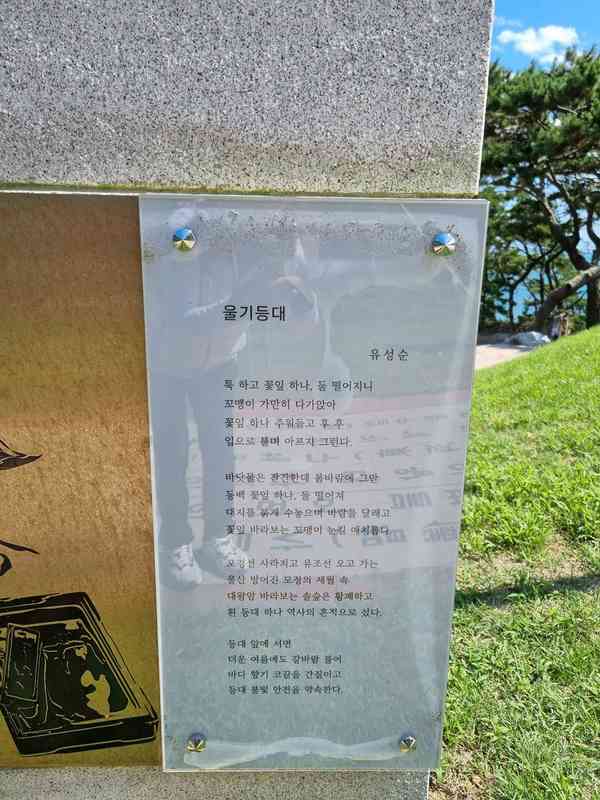 울기등대
유성순
툭 하고 꽃잎 하나, 둘 떨어지니
꼬맹이 가만히 다가앉아
꽃잎 하나 주워들고 후 후
입으로 불며 아프쟈 그런다.
바닷물은 잔잔한데 봄바람에 그만
동백 꽃잎 하나, 둘 떨어져
대지를 붉게 수놓으며 바람을 달래고
꽃잎 바라보는 꼬맹이 눈길 애처롭다
포경선 사라지고 유조선 오고 가는
울산 방어진 모정의 세월 속
대왕암 바라보는 솔숲은 황폐하고
흰 등대 하나 역사의 흔적으로 섰다.
등대 앞에 서면
더운 여름에도 갈바람 불어
바다 향기 코끝을 간질이고
등대 불빛 안전을 약속한다.